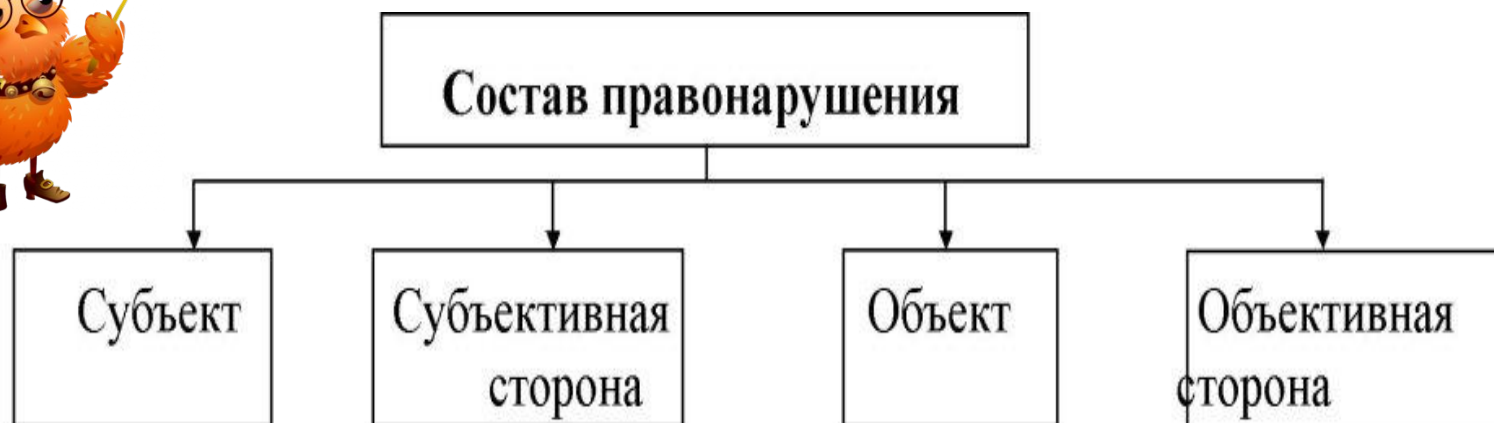 Состав правонарушения
Субъект
Субъективная
сторона
Объект
Объективная
сторона